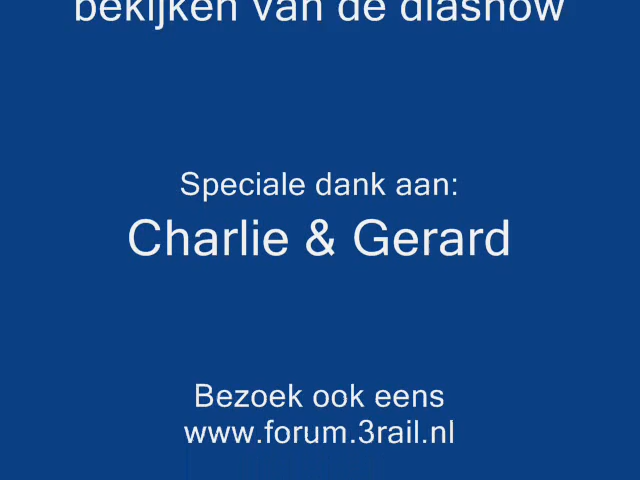 bekijken van de diashow
Speciale dank aan:
Charlie & Gerard
Bezoek ook eens
www.forum.3rail.nl